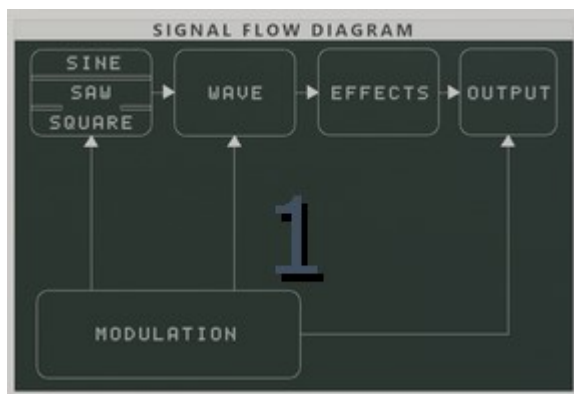 SIGNAL FLOW DIAGRAM
SINE
SAW
SQUARE
WAVE
EFFECTS
OUTPUT
1
MODULATION